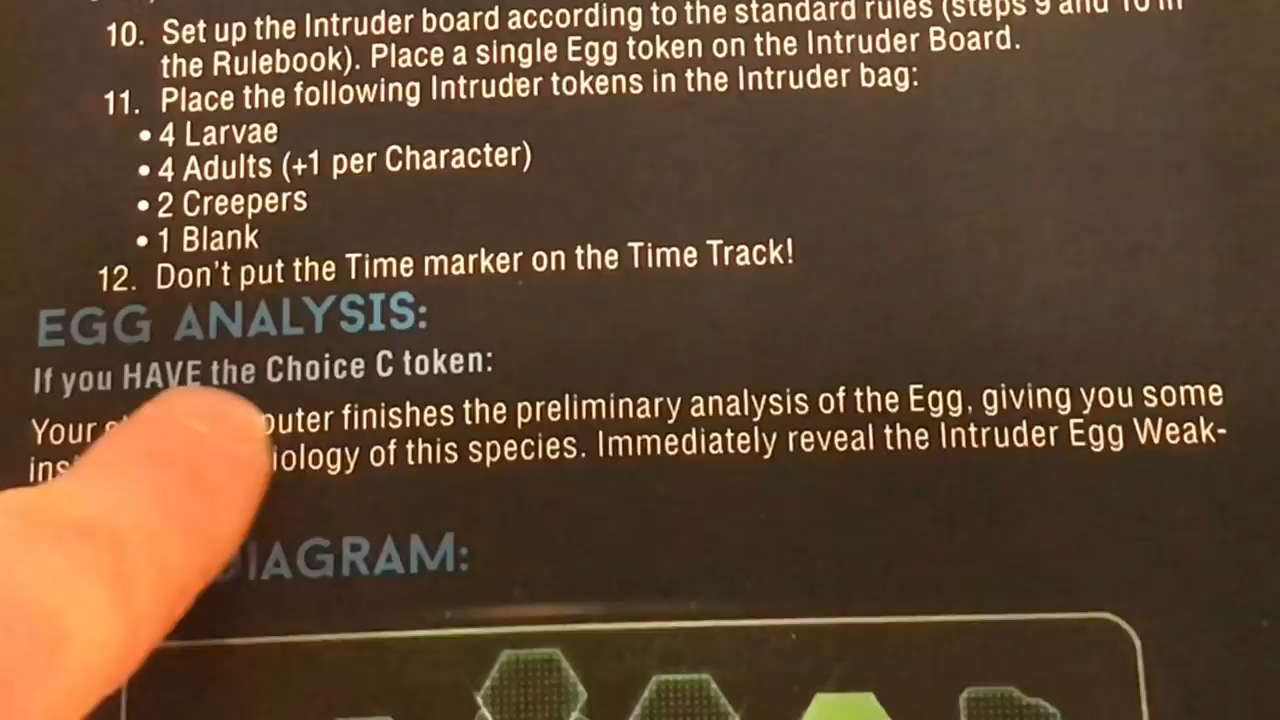 10. Set up the Intruder board according to the standard rules (steps 9 and 10 in
the Rulebook). Place a single Egg token on the Intruder Board.
11. Place the following Intruder tokens in the Intruder bag:
• 4 Larvae
• 4 Adults (+1 per Character)
• 2 Creepers
• 1 Blank
12. Don't put the Time marker on the Time Track!
EGG ANALYSIS:
If you HAVE the Choice C token:
Your finishes the preliminary analysis of the Egg, giving you some
of this species. Immediately reveal the Intruder Egg Weak-
DIAGRAM: